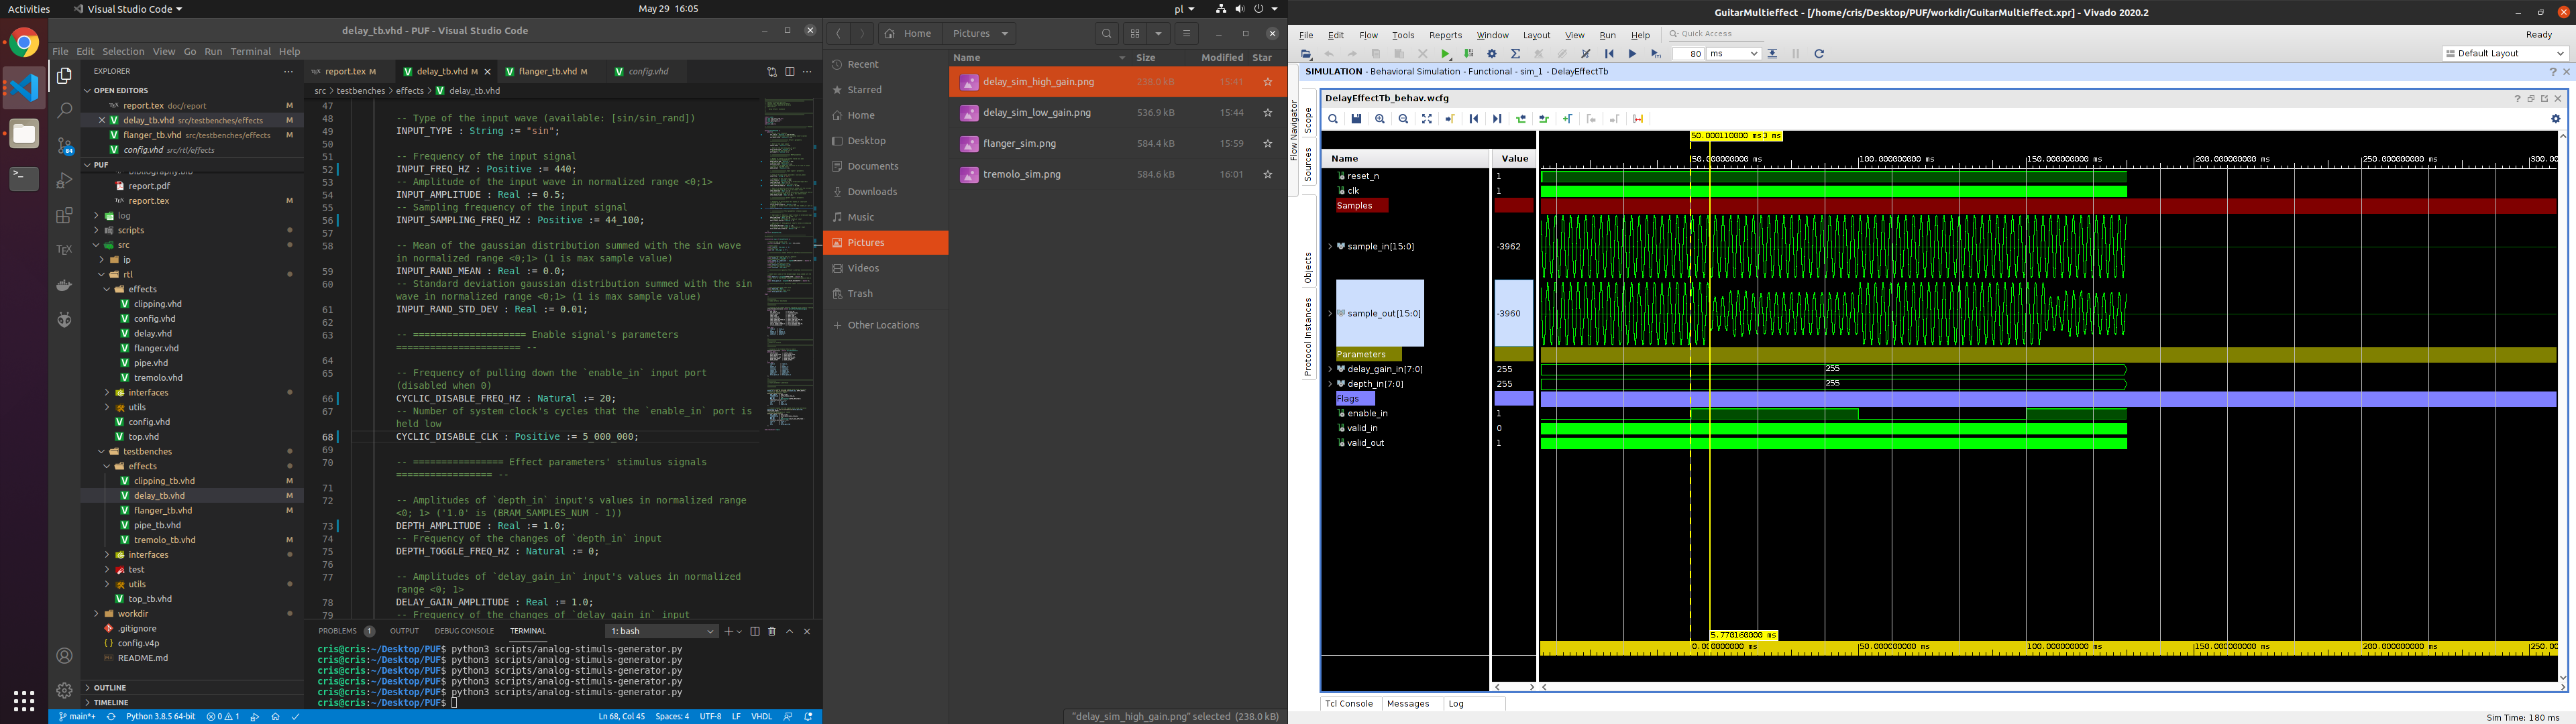 Activities
Visual Studio Code
May 29 16:05
pl
delay_tb.vhd - PUF - Visual Studio Code
File Edit Selection View Go Run Terminal Help
EXPLORER
OPEN EDITORS
report.tex doc/report M
delay_tb.vhd src/testbenches/effects M
flanger_tb.vhd src/testbenches/effects M
config.vhd src/rtl/effects
PUF
report.pdf
report.tex M
log
scripts
src
ip
rtl
effects
clipping.vhd
config.vhd
delay.vhd
flanger.vhd
pipe.vhd
tremolo.vhd
interfaces
utils
config.vhd
top.vhd
testbenches
effects
clipping_tb.vhd M
delay_tb.vhd M
flanger_tb.vhd M
pipe_tb.vhd
tremolo_tb.vhd M
interfaces
test
utils
top_tb.vhd
workdir
.gitignore
config.v4p
README.md
OUTLINE
TIMELINE
report.tex M delay_tb.vhd M flanger_tb.vhd M config.vhd
src > testbenches > effects > delay_tb.vhd
47
48 -- Type of the input wave (available: [sin/sin_rand])
49 INPUT_TYPE : String := "sin";
50
51 -- Frequency of the input signal
52 INPUT_FREQ_HZ : Positive := 440;
53 -- Amplitude of the input wave in normalized range <0;1>
54 INPUT_AMPLITUDE : Real := 0.5;
55 -- Sampling frequency of the input signal
56 INPUT_SAMPLING_FREQ_HZ : Positive := 44_100;
57
58 -- Mean of the gaussian distribution summed with the sin wave
in normalized range <0;1> (1 is max sample value)
59 INPUT_RAND_MEAN : Real := 0.0;
60 -- Standard deviation gaussian distribution summed with the sin
wave in normalized range <0;1> (1 is max sample value)
61 INPUT_RAND_STD_DEV : Real := 0.01;
62
63 -- ==================== Enable signal's parameters
====================== --
64
65 -- Frequency of pulling down the `enable_in` input port
(disabled when 0)
66 CYCLIC_DISABLE_FREQ_HZ : Natural := 20;
67 -- Number of system clock's cycles that the `enable_in` port is
held low
68 CYCLIC_DISABLE_CLK : Positive := 5_000_000;
69
70 -- ================ Effect parameters' stimulus signals
================= --
71
72 -- Amplitudes of `depth_in` input's values in normalized range
<0; 1> ('1.0' is (BRAM_SAMPLES_NUM - 1))
73 DEPTH_AMPLITUDE : Real := 1.0;
74 -- Frequency of the changes of `depth_in` input
75 DEPTH_TOGGLE_FREQ_HZ : Natural := 0;
76
77 -- Amplitudes of `delay_gain_in` input's values in normalized
range <0; 1>
78 DELAY_GAIN_AMPLITUDE : Real := 1.0;
79 -- Frequency of the changes of `delay_gain_in` input
PROBLEMS 1 OUTPUT DEBUG CONSOLE TERMINAL 1: bash
cris@cris:~/Desktop/PUF$ python3 scripts/analog-stimuls-generator.py
cris@cris:~/Desktop/PUF$ python3 scripts/analog-stimuls-generator.py
cris@cris:~/Desktop/PUF$ python3 scripts/analog-stimuls-generator.py
cris@cris:~/Desktop/PUF$ python3 scripts/analog-stimuls-generator.py
cris@cris:~/Desktop/PUF$ python3 scripts/analog-stimuls-generator.py
cris@cris:~/Desktop/PUF$
main*+ Python 3.8.5 64-bit 0 1 Ln 68, Col 45 Spaces: 4 UTF-8 LF VHDL
Home Pictures
Recent
Starred
Home
Desktop
Documents
Downloads
Music
Pictures
Videos
Trash
Other Locations
Name Size Modified Star
delay_sim_high_gain.png 238.0 kB 15:41
delay_sim_low_gain.png 536.9 kB 15:44
flanger_sim.png 584.4 kB 15:59
tremolo_sim.png 584.6 kB 16:01
"delay_sim_high_gain.png" selected (238.0 kB)
GuitarMultieffect - [/home/cris/Desktop/PUF/workdir/GuitarMultieffect.xpr] - Vivado 2020.2
File Edit Flow Tools Reports Window Layout View Run Help Quick Access
Ready
80 ms
Default Layout
SIMULATION - Behavioral Simulation - Functional - sim_1 - DelayEffectTb
Flow Navigator
Scope
Sources
Objects
Protocol Instances
DelayEffectTb_behav.wcfg
Name Value
50.000110000 ms
50.000000000 ms 100.000000000 ms 150.000000000 ms 200.000000000 ms 250.000000000 ms 300.0
reset_n 1
clk 1
Samples
sample_in[15:0] -3962
sample_out[15:0] -3960
Parameters
delay_gain_in[7:0] 255 255
depth_in[7:0] 255 255
Flags
enable_in 1
valid_in 0
valid_out 1
5.770160000 ms
50.000000000 ms 100.000000000 ms 150.000000000 ms 200.000000000 ms
Tcl Console Messages Log
Sim Time: 180 ms